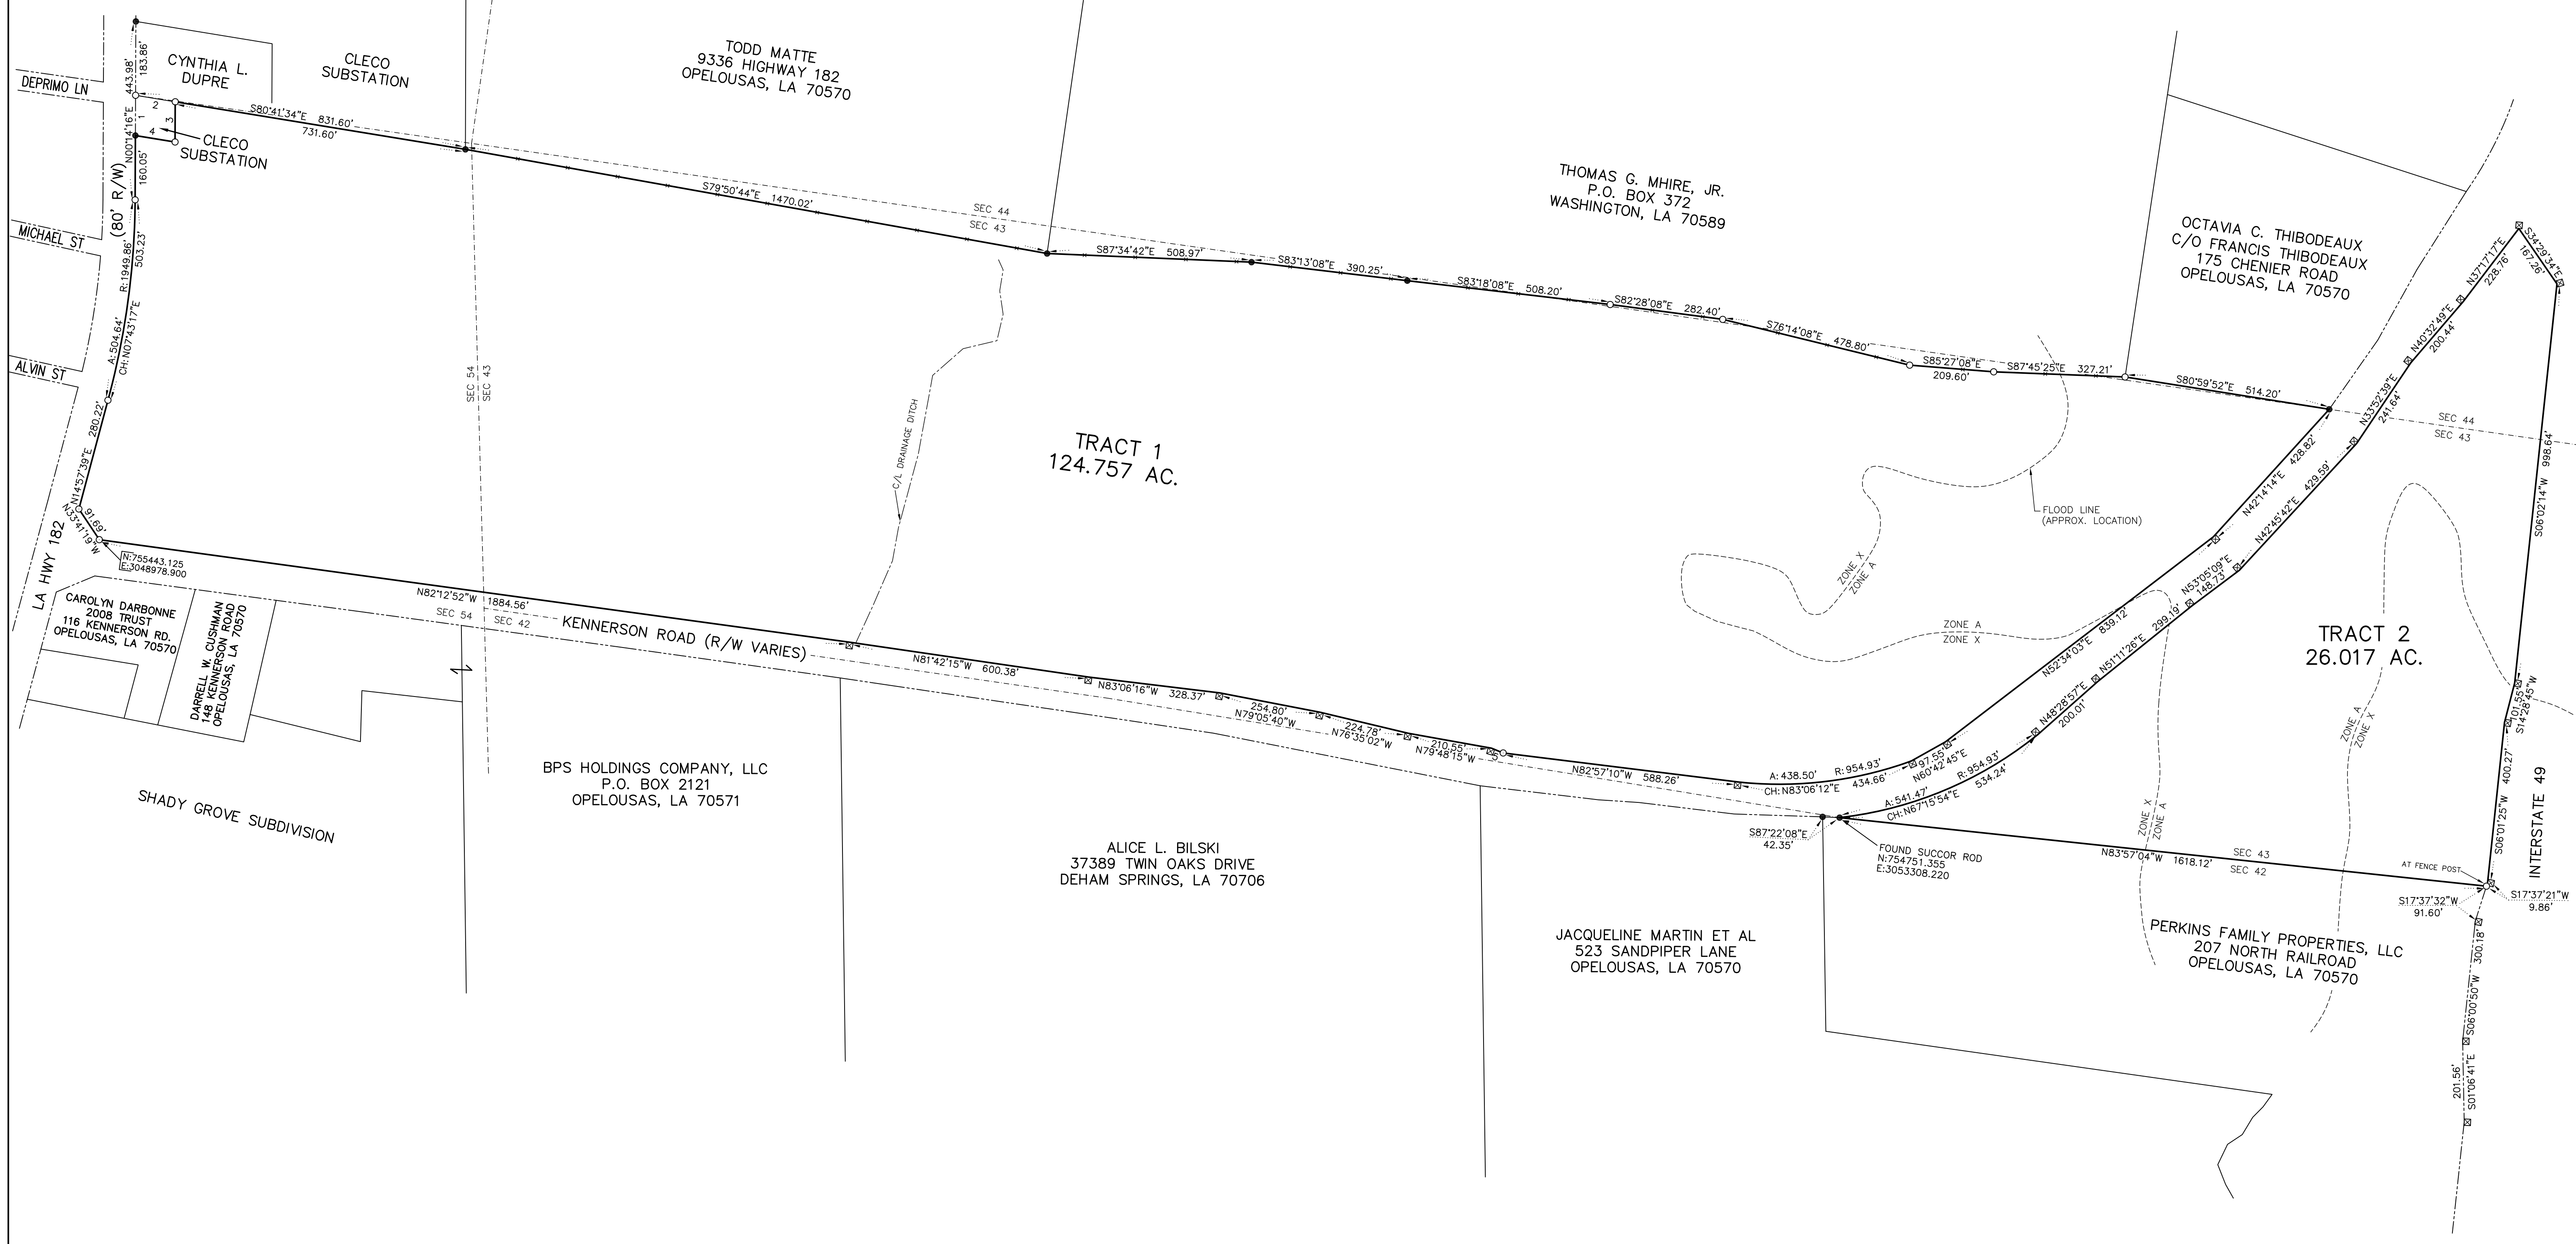 DEPRIMO LN
MICHAEL ST
ALVIN ST
LA HWY 182
(80' R/W)
183.86'
N00°14'16"E 443.98'
1
2
3
4
160.05'
R:1949.86'
503.23'
A:504.64'
CH:N07°43'17"E
N14°57'39"E 280.22'
91.69'
N33°41'19"W
N:755443.125
E:3048978.900
CYNTHIA L.
DUPRE
CLECO
SUBSTATION
CLECO
SUBSTATION
S80°41'34"E 831.60'
731.60'
TODD MATTE
9336 HIGHWAY 182
OPELOUSAS, LA 70570
S79°50'44"E 1470.02'
SEC 44
SEC 43
SEC 54
SEC 43
THOMAS G. MHIRE, JR.
P.O. BOX 372
WASHINGTON, LA 70589
S87°34'42"E 508.97'
S83°13'08"E 390.25'
S83°18'08"E 508.20'
S82°28'08"E 282.40'
S76°14'08"E 478.80'
S85°27'08"E
209.60'
S87°45'25"E 327.21'
S80°59'52"E 514.20'
OCTAVIA C. THIBODEAUX
C/O FRANCIS THIBODEAUX
175 CHENIER ROAD
OPELOUSAS, LA 70570
S34°29'34"E
167.26'
N37°17'17"E
228.76'
N40°32'49"E
200.44'
N33°52'39"E
241.64'
SEC 44
SEC 43
S06°02'14"W 998.64'
N42°14'14"E 428.82'
N42°45'42"E 429.59'
N53°05'09"E
148.73'
N51°11'26"E 299.19'
N52°34'03"E 839.12'
N48°28'57"E
200.01'
C/L DRAINAGE DITCH
TRACT 1
124.757 AC.
FLOOD LINE
(APPROX. LOCATION)
ZONE X
ZONE A
ZONE A
ZONE X
TRACT 2
26.017 AC.
ZONE A
ZONE X
ZONE X
ZONE A
101.55'
S14°28'45"W
S06°01'25"W 400.27'
INTERSTATE 49
CAROLYN DARBONNE
2008 TRUST
116 KENNERSON RD.
OPELOUSAS, LA 70570
DARRELL W. CUSHMAN
148 KENNERSON ROAD
OPELOUSAS, LA 70570
N82°12'52"W 1884.56'
SEC 54
SEC 42
KENNERSON ROAD (R/W VARIES)
N81°42'15"W 600.38'
N83°06'16"W 328.37'
254.80'
N79°05'40"W
224.78'
N76°35'02"W
210.55'
N79°48'15"W
5
N82°57'10"W 588.26'
A:438.50' R:954.93'
CH:N83°06'12"E 434.66'
97.55'
N60°42'45"E
R:954.93'
534.24'
A:541.47'
CH:N67°15'54"E
S87°22'08"E
42.35'
FOUND SUCCOR ROD
N:754751.355
E:3053308.220
N83°57'04"W 1618.12'
SEC 43
SEC 42
AT FENCE POST
S17°37'32"W
91.60'
S17°37'21"W
9.86'
S06°00'50"W 300.18'
201.56'
S01°06'41"E
SHADY GROVE SUBDIVISION
BPS HOLDINGS COMPANY, LLC
P.O. BOX 2121
OPELOUSAS, LA 70571
ALICE L. BILSKI
37389 TWIN OAKS DRIVE
DEHAM SPRINGS, LA 70706
JACQUELINE MARTIN ET AL
523 SANDPIPER LANE
OPELOUSAS, LA 70570
PERKINS FAMILY PROPERTIES, LLC
207 NORTH RAILROAD
OPELOUSAS, LA 70570